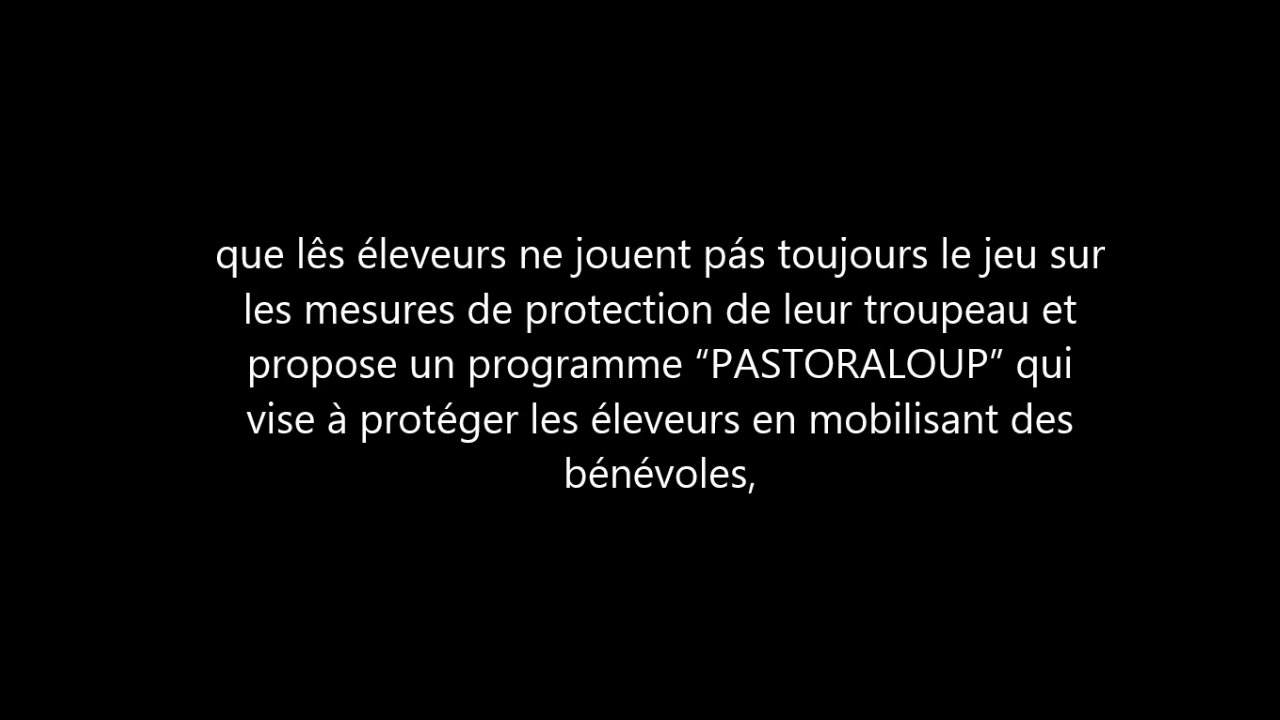 que lês éleveurs ne jouent pás toujours le jeu sur
les mesures de protection de leur troupeau et
propose un programme “PASTORALOUP” qui
vise à protéger les éleveurs en mobilisant des
bénévoles,